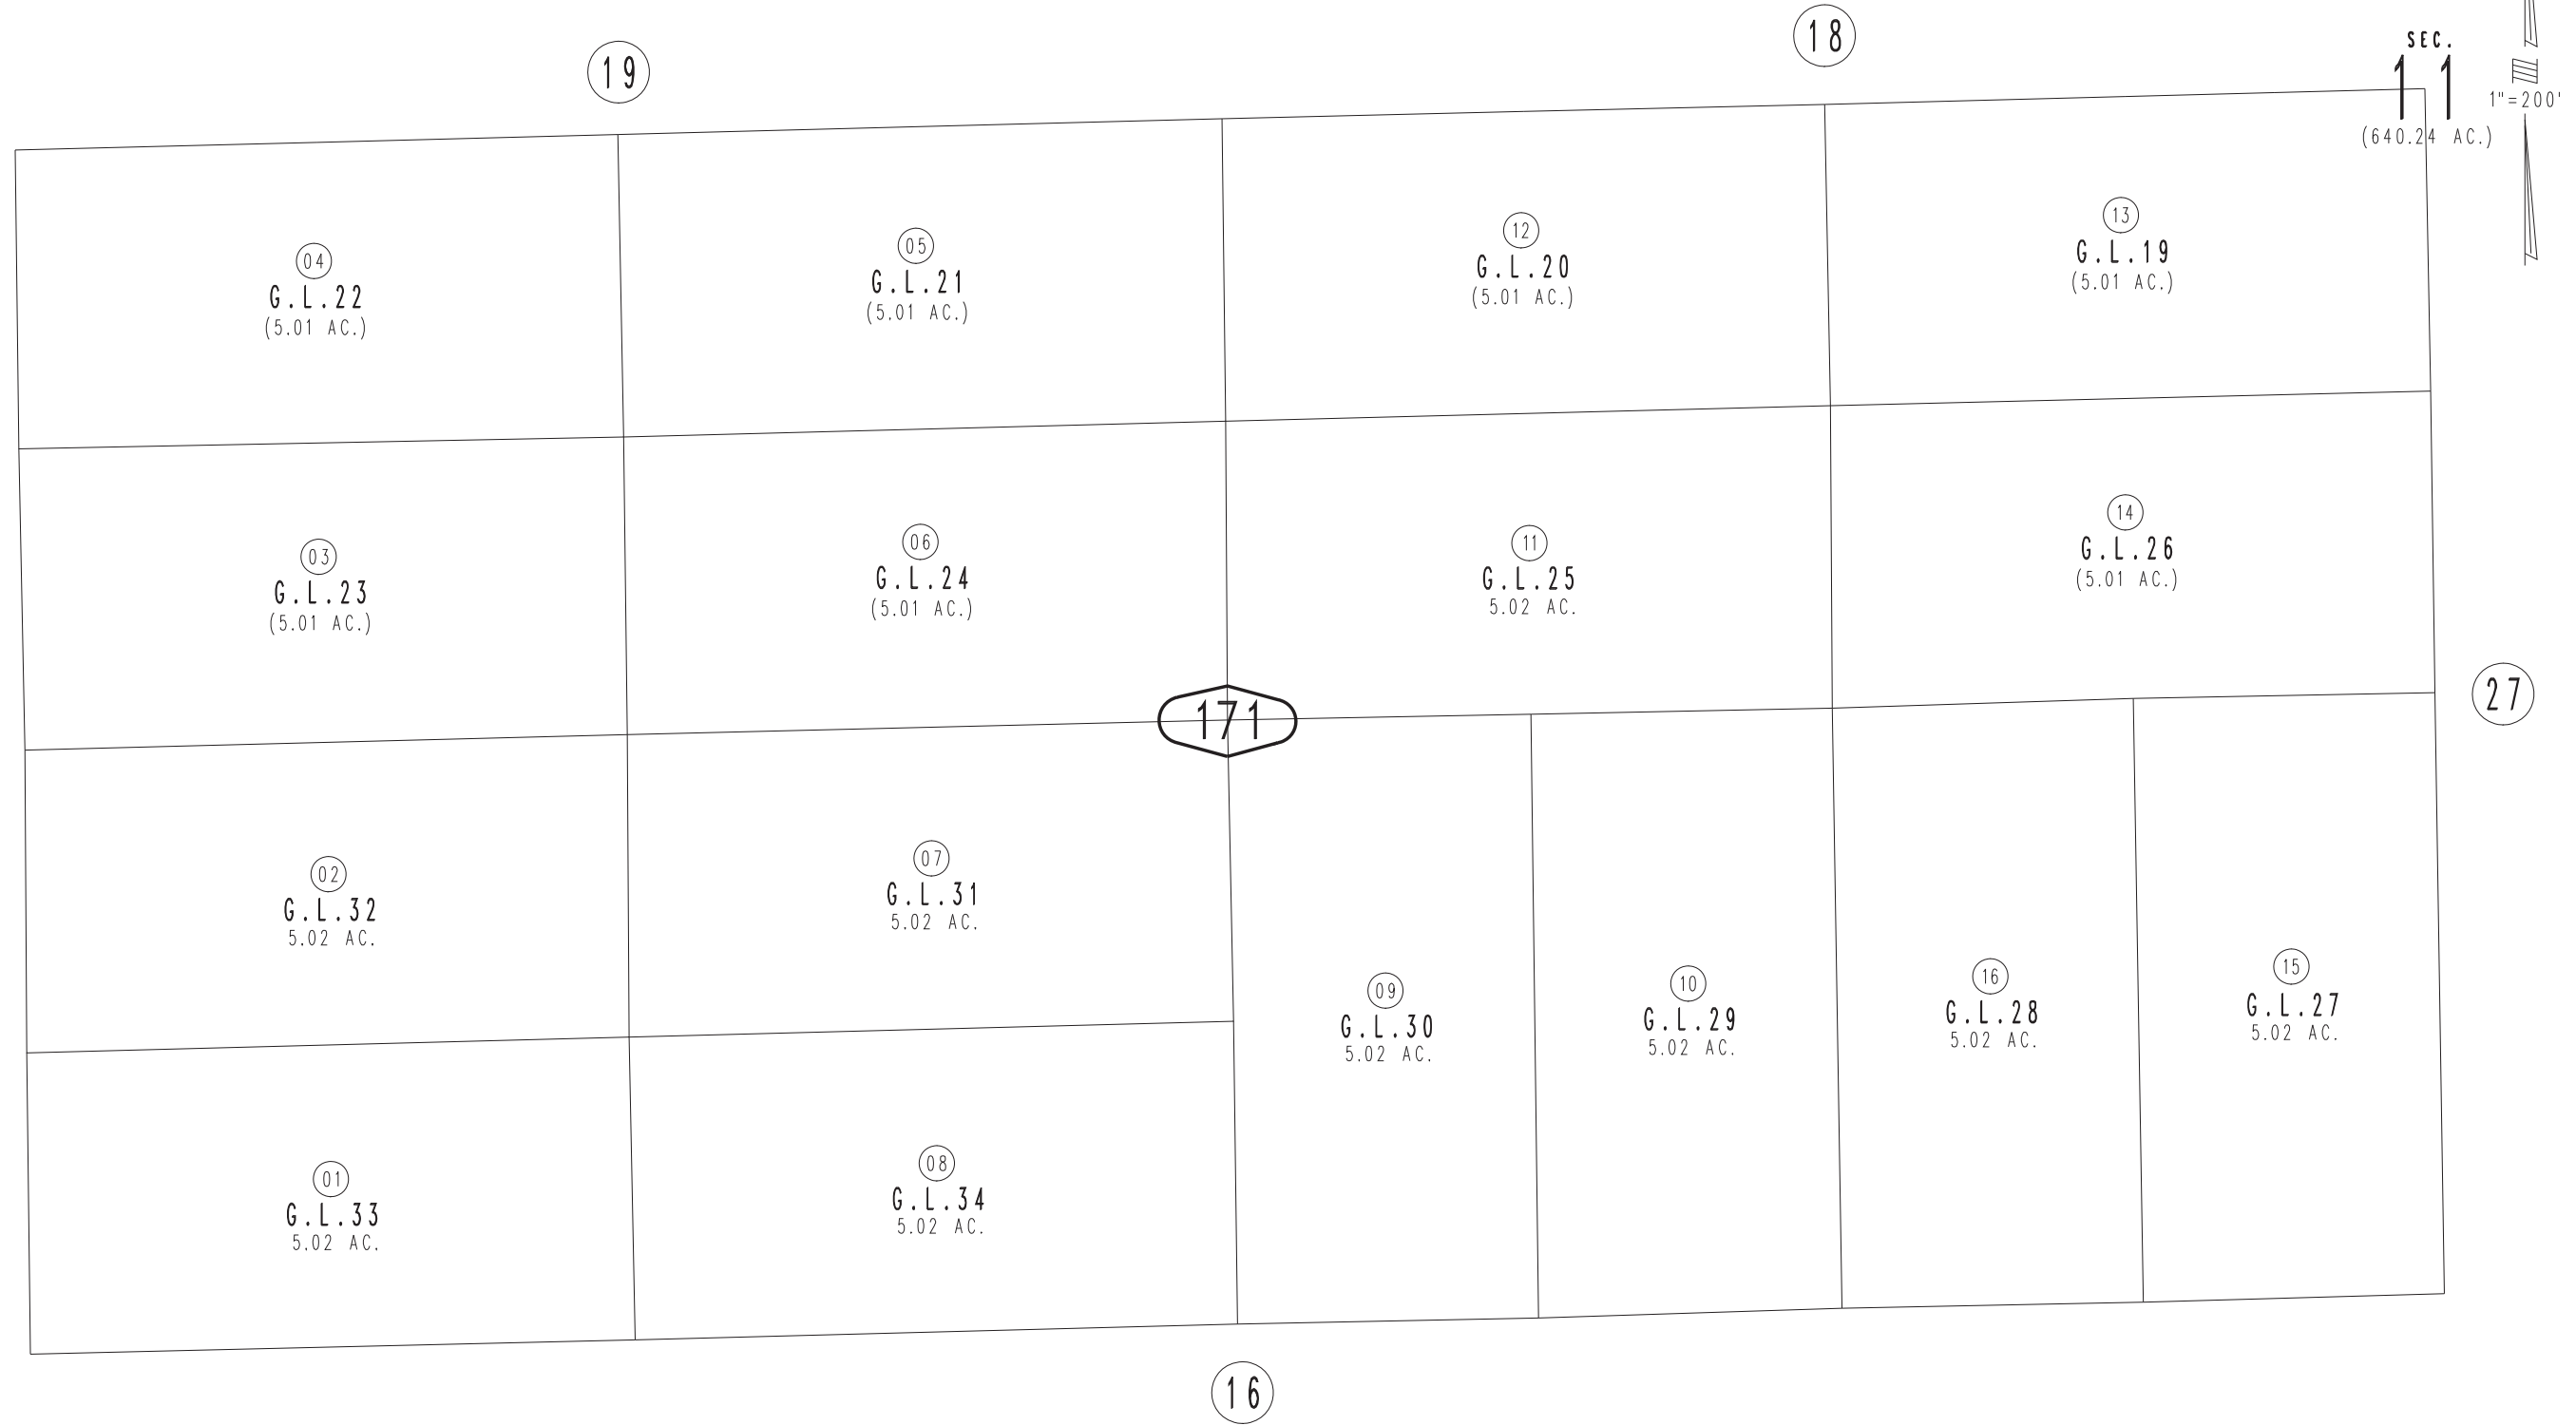 19
18
SEC.
11
1"=200'
(640.24 AC.)
04
G.L.22
(5.01 AC.)
05
G.L.21
(5.01 AC.)
12
G.L.20
(5.01 AC.)
13
G.L.19
(5.01 AC.)
03
G.L.23
(5.01 AC.)
06
G.L.24
(5.01 AC.)
11
G.L.25
5.02 AC.
14
G.L.26
(5.01 AC.)
27
171
02
G.L.32
5.02 AC.
07
G.L.31
5.02 AC.
09
G.L.30
5.02 AC.
10
G.L.29
5.02 AC.
16
G.L.28
5.02 AC.
15
G.L.27
5.02 AC.
01
G.L.33
5.02 AC.
08
G.L.34
5.02 AC.
16